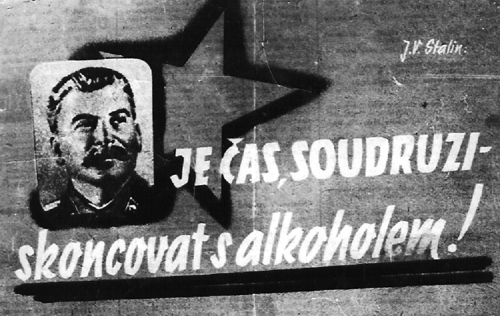 J.V. Stalin:
JE ČAS, SOUDRUZI-
skoncovat s alkoholem!